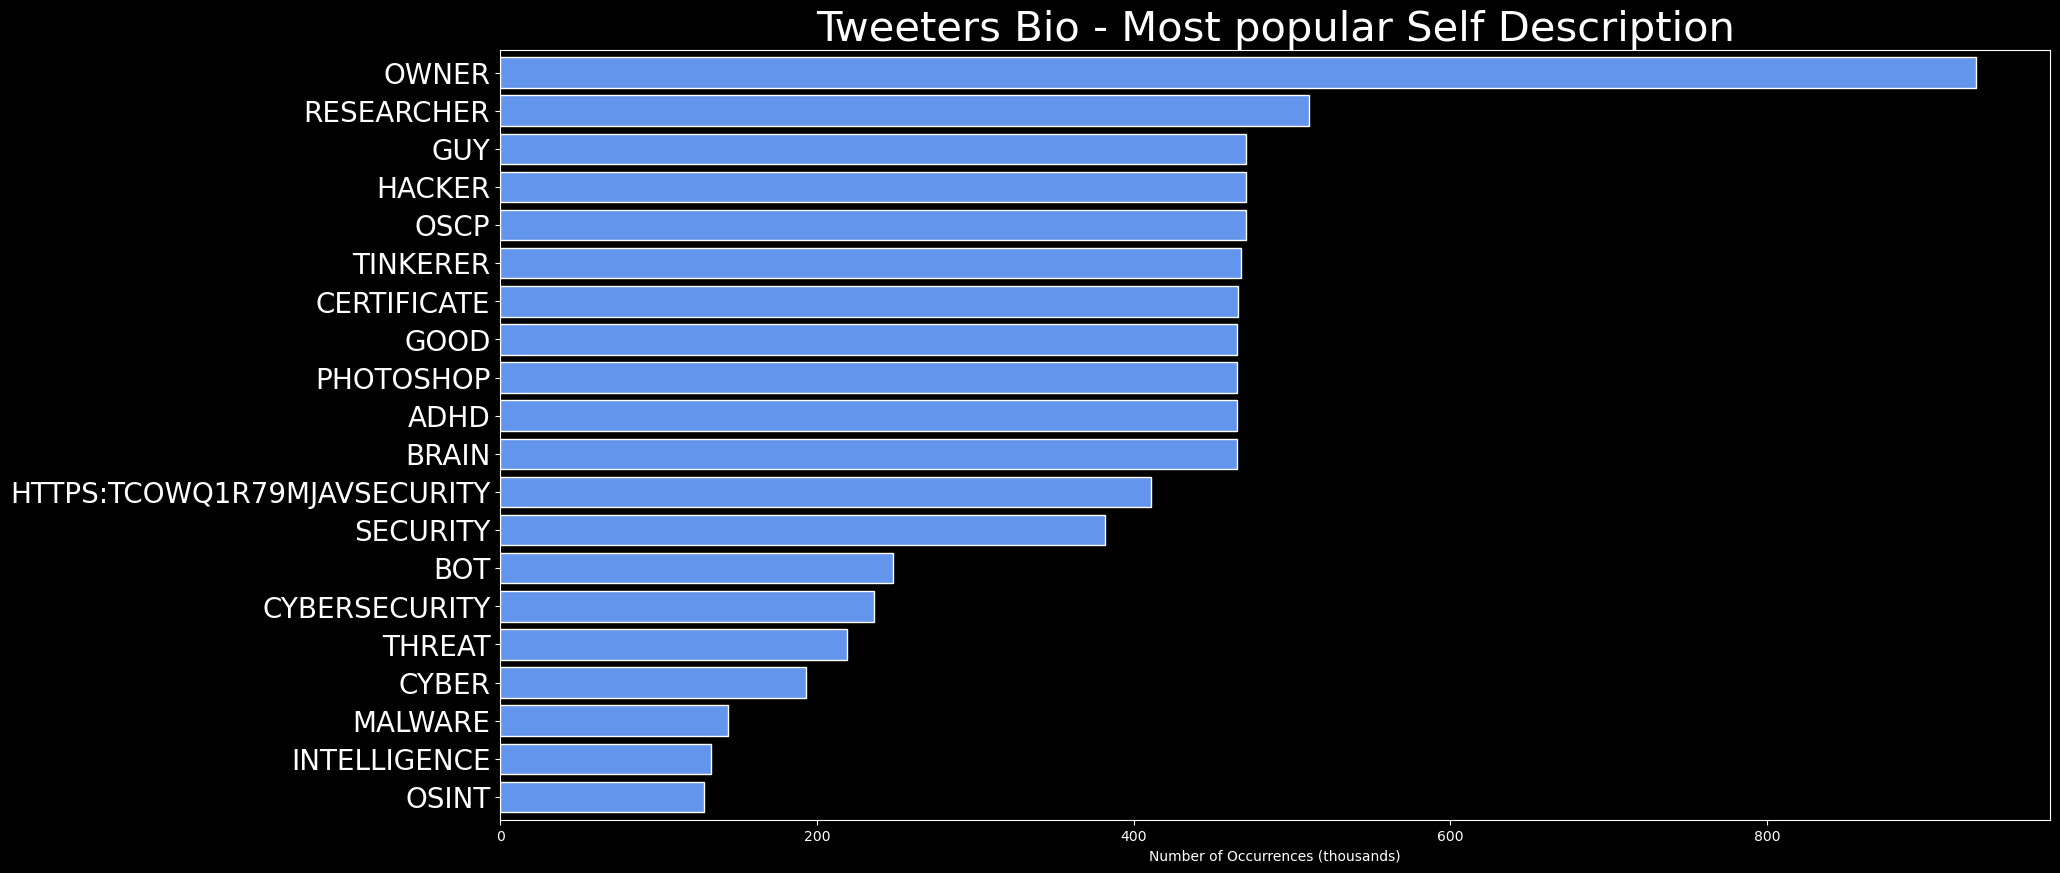 Tweeters Bio - Most popular Self Description
OWNER
RESEARCHER
GUY
HACKER
OSCP
TINKERER
CERTIFICATE
GOOD
PHOTOSHOP
ADHD
BRAIN
HTTPS:TCOWQ1R79MJAVSECURITY
SECURITY
BOT
CYBERSECURITY
THREAT
CYBER
MALWARE
INTELLIGENCE
OSINT
0 200 400 600 800
Number of Occurrences (thousands)